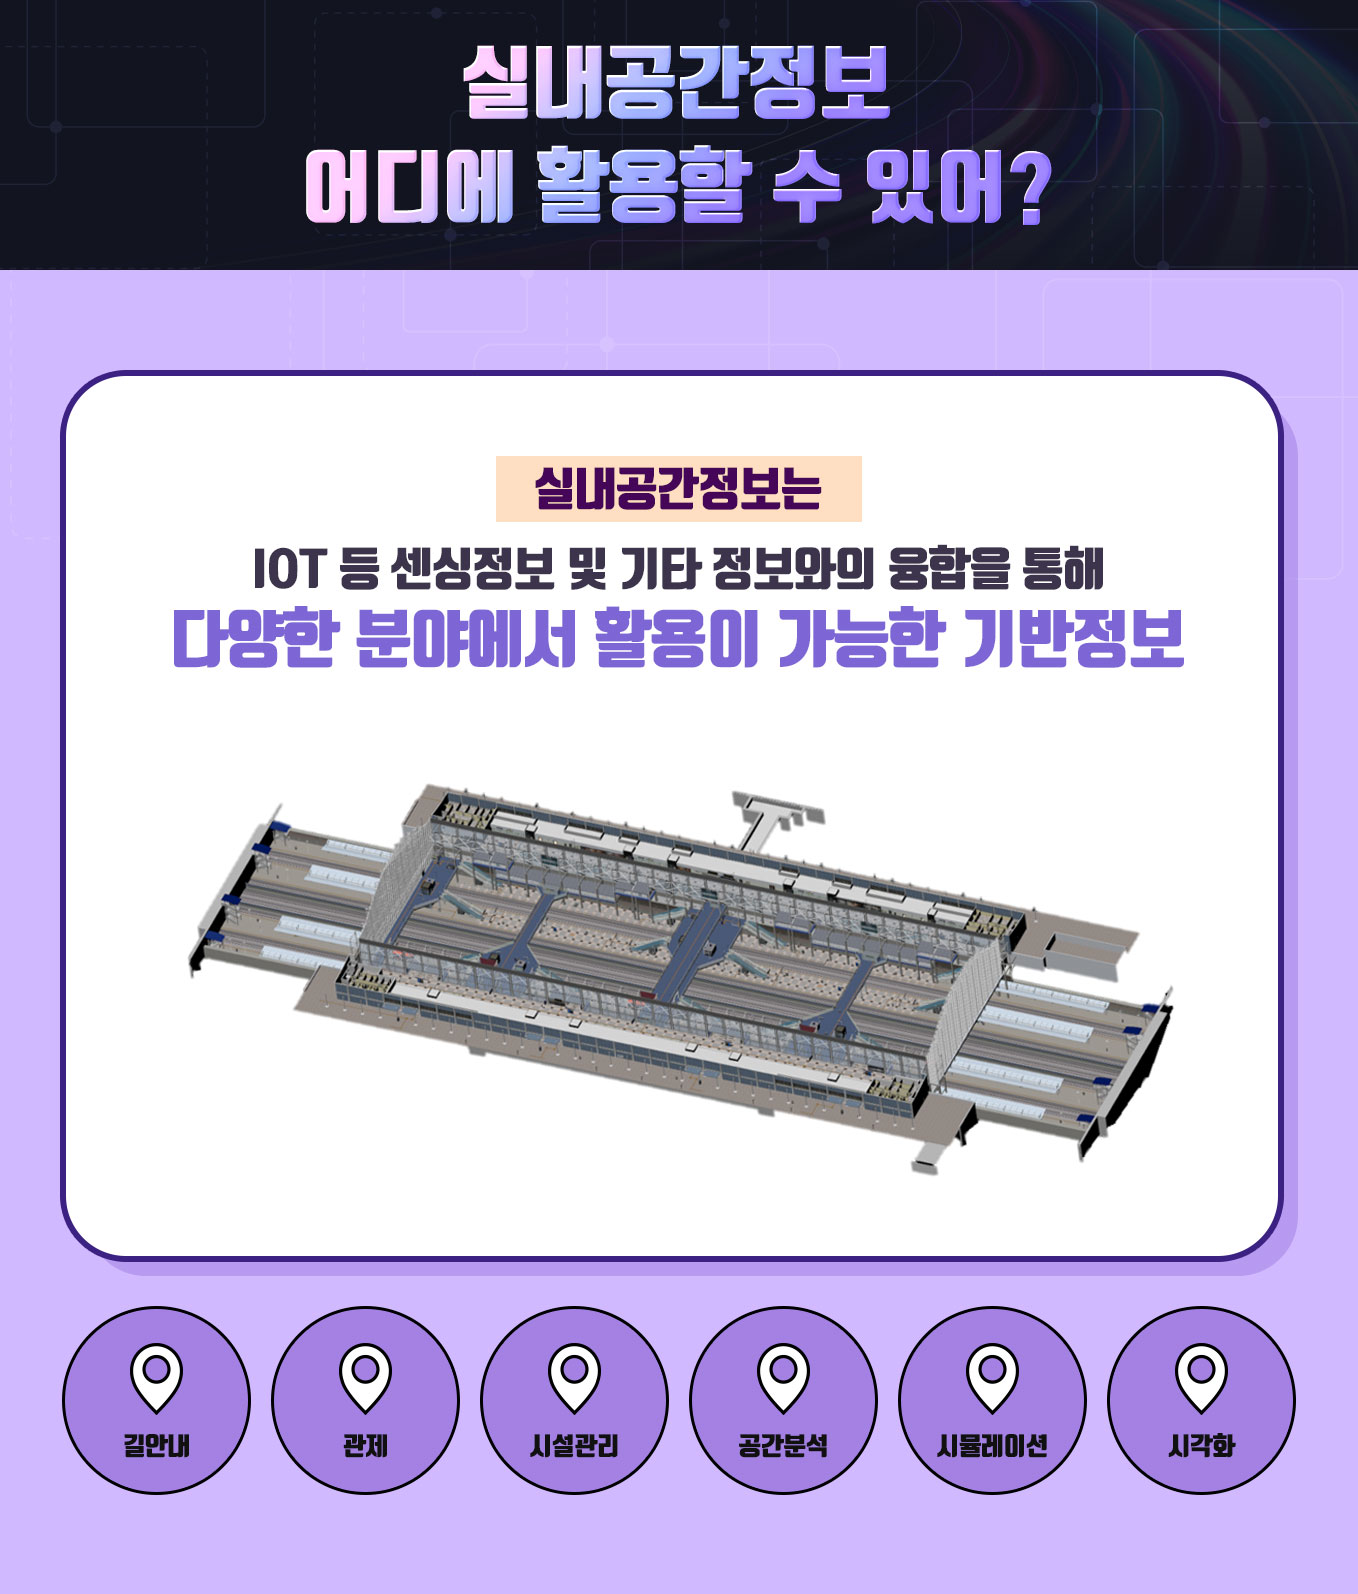 실내공간정보
어디에 활용할 수 있어?
실내공간정보는
IOT 등 센싱정보 및 기타 정보와의 융합을 통해
다양한 분야에서 활용이 가능한 기반정보
길안내
관제
시설관리
공간분석
시뮬레이션
시각화